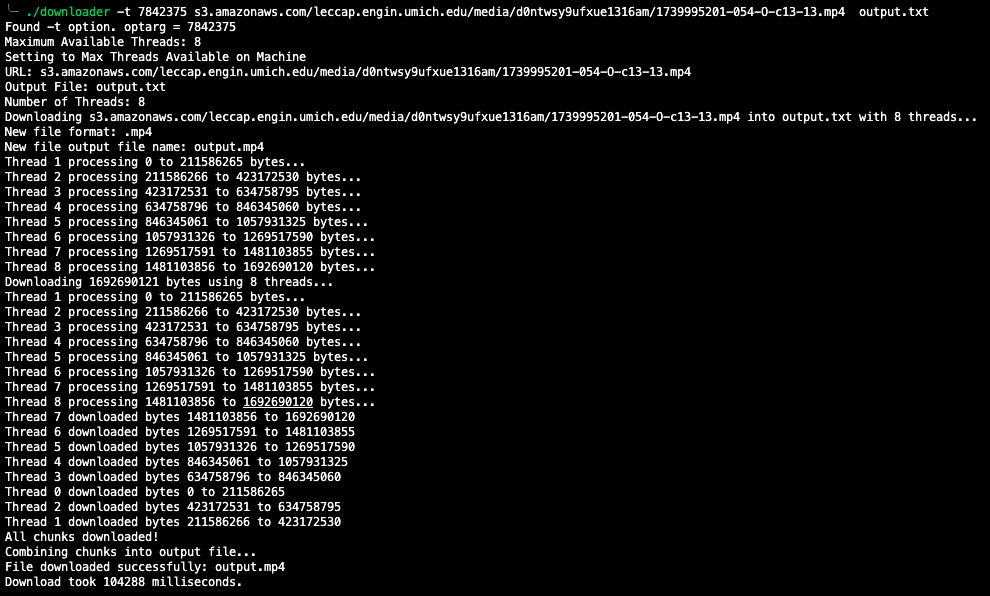 ╰─ ./downloader -t 7842375 s3.amazonaws.com/leccap.engin.umich.edu/media/d0ntwsy9ufxue1316am/1739995201-054-O-c13-13.mp4  output.txt
Found -t option. optarg = 7842375
Maximum Available Threads: 8
Setting to Max Threads Available on Machine
URL: s3.amazonaws.com/leccap.engin.umich.edu/media/d0ntwsy9ufxue1316am/1739995201-054-O-c13-13.mp4
Output File: output.txt
Number of Threads: 8
Downloading s3.amazonaws.com/leccap.engin.umich.edu/media/d0ntwsy9ufxue1316am/1739995201-054-O-c13-13.mp4 into output.txt with 8 threads...
New file format: .mp4
New file output file name: output.mp4
Thread 1 processing 0 to 211586265 bytes...
Thread 2 processing 211586266 to 423172530 bytes...
Thread 3 processing 423172531 to 634758795 bytes...
Thread 4 processing 634758796 to 846345060 bytes...
Thread 5 processing 846345061 to 1057931325 bytes...
Thread 6 processing 1057931326 to 1269517590 bytes...
Thread 7 processing 1269517591 to 1481103855 bytes...
Thread 8 processing 1481103856 to 1692690120 bytes...
Downloading 1692690121 bytes using 8 threads...
Thread 1 processing 0 to 211586265 bytes...
Thread 2 processing 211586266 to 423172530 bytes...
Thread 3 processing 423172531 to 634758795 bytes...
Thread 4 processing 634758796 to 846345060 bytes...
Thread 5 processing 846345061 to 1057931325 bytes...
Thread 6 processing 1057931326 to 1269517590 bytes...
Thread 7 processing 1269517591 to 1481103855 bytes...
Thread 8 processing 1481103856 to 1692690120 bytes...
Thread 7 downloaded bytes 1481103856 to 1692690120
Thread 6 downloaded bytes 1269517591 to 1481103855
Thread 5 downloaded bytes 1057931326 to 1269517590
Thread 4 downloaded bytes 846345061 to 1057931325
Thread 3 downloaded bytes 634758796 to 846345060
Thread 0 downloaded bytes 0 to 211586265
Thread 2 downloaded bytes 423172531 to 634758795
Thread 1 downloaded bytes 211586266 to 423172530
All chunks downloaded!
Combining chunks into output file...
File downloaded successfully: output.mp4
Download took 104288 milliseconds.